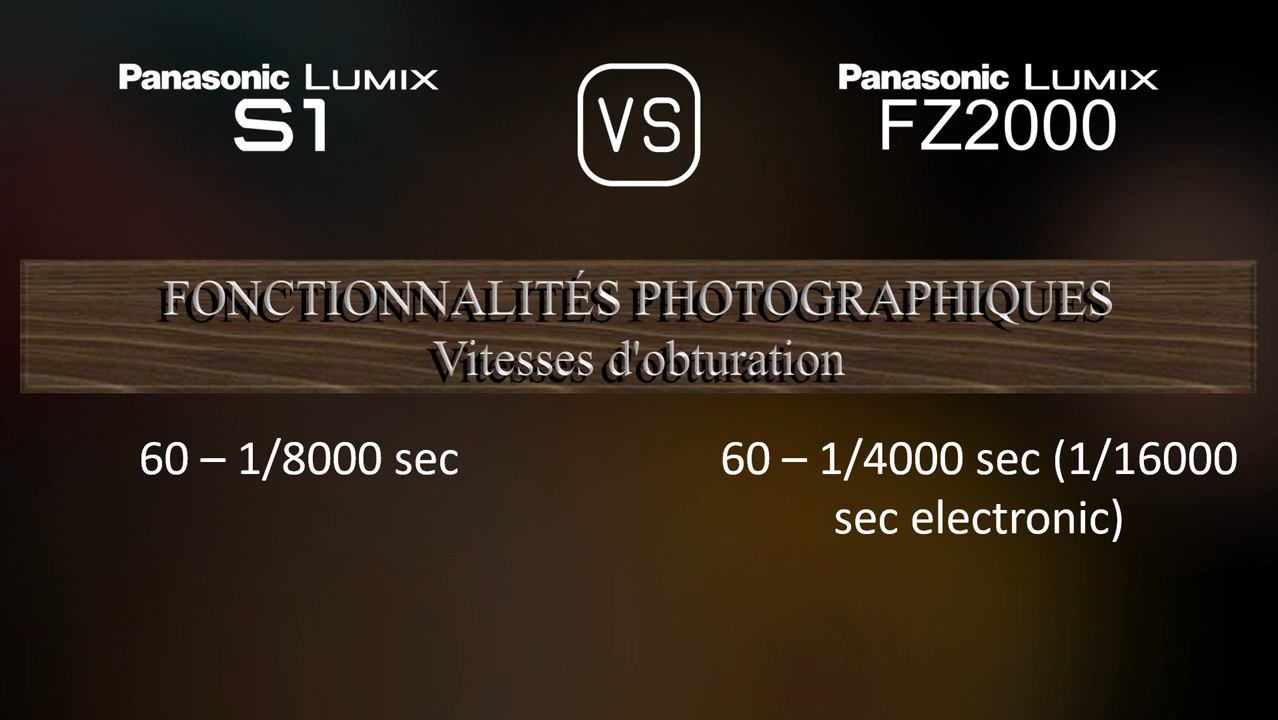 Panasonic LUMIX
S1
VS
Panasonic LUMIX
FZ2000
FONCTIONNALITÉS PHOTOGRAPHIQUES
Vitesses d'obturation
60 – 1/8000 sec
60 – 1/4000 sec (1/16000
sec electronic)